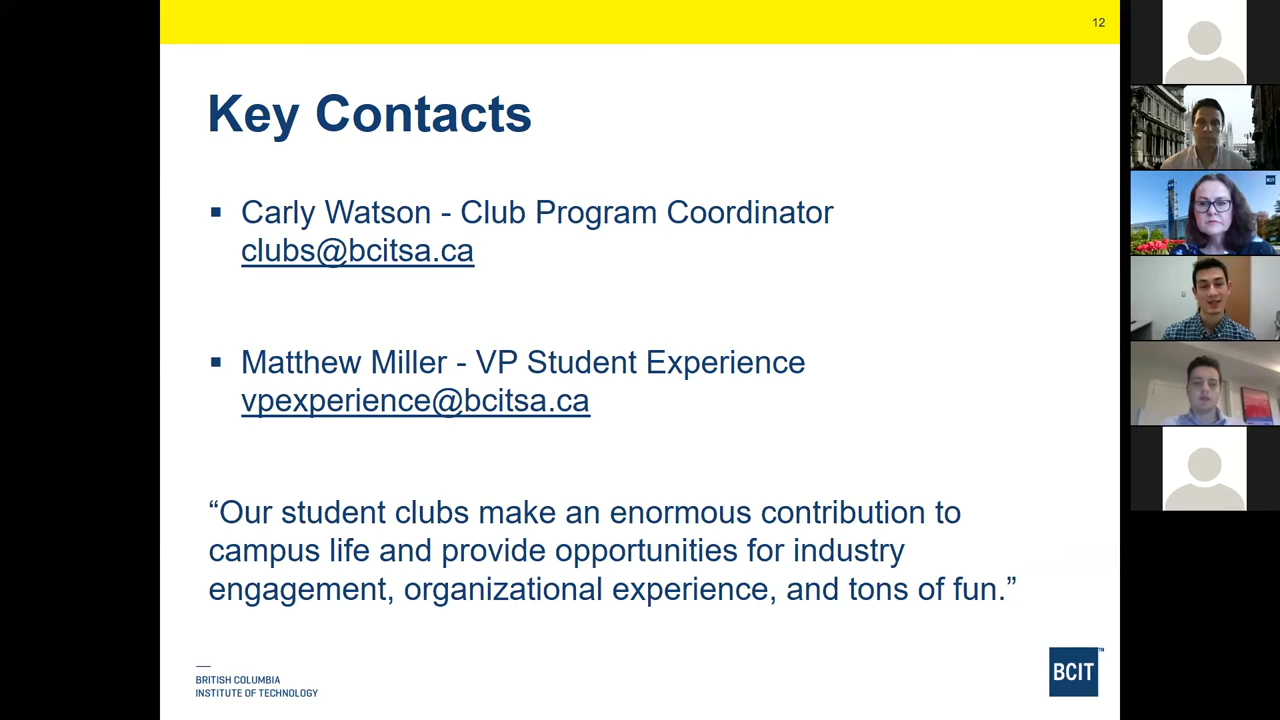 12
Key Contacts
▪ Carly Watson - Club Program Coordinator
clubs@bcitsa.ca
▪ Matthew Miller - VP Student Experience
vpexperience@bcitsa.ca
“Our student clubs make an enormous contribution to
campus life and provide opportunities for industry
engagement, organizational experience, and tons of fun.”
BRITISH COLUMBIA
INSTITUTE OF TECHNOLOGY
BCIT™
BCIT